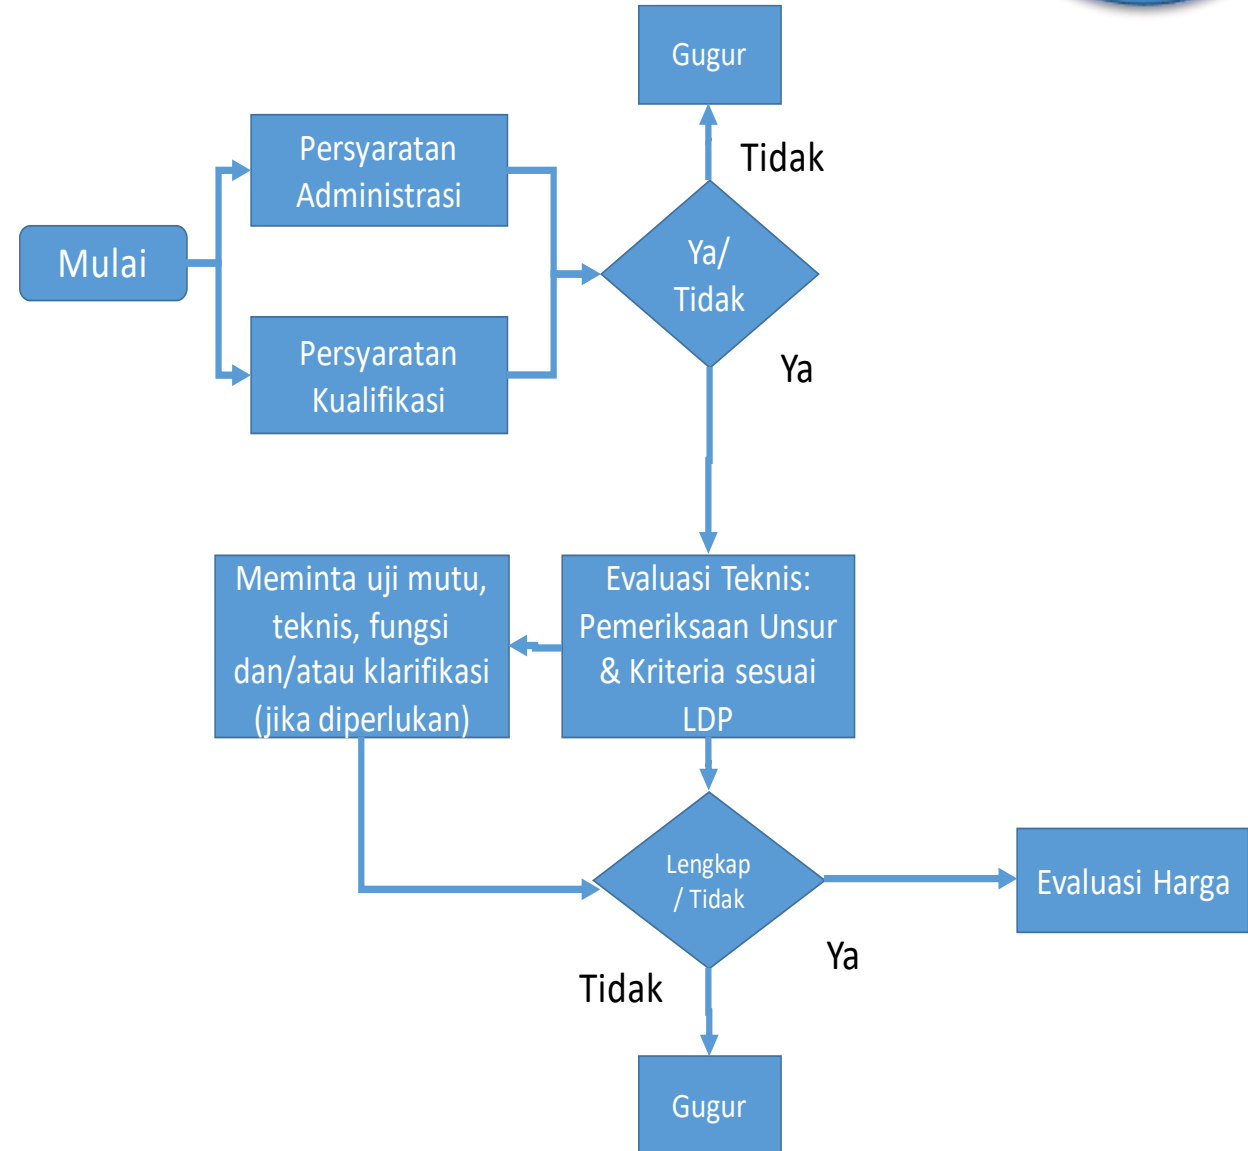 Gugur
Tidak
Persyaratan
Administrasi
Mulai
Ya/
Tidak
Persyaratan
Kualifikasi
Ya
Meminta uji mutu,
teknis, fungsi
dan/atau klarifikasi
(jika diperlukan)
Evaluasi Teknis:
Pemeriksaan Unsur
& Kriteria sesuai
LDP
Lengkap
/ Tidak
Evaluasi Harga
Ya
Tidak
Gugur